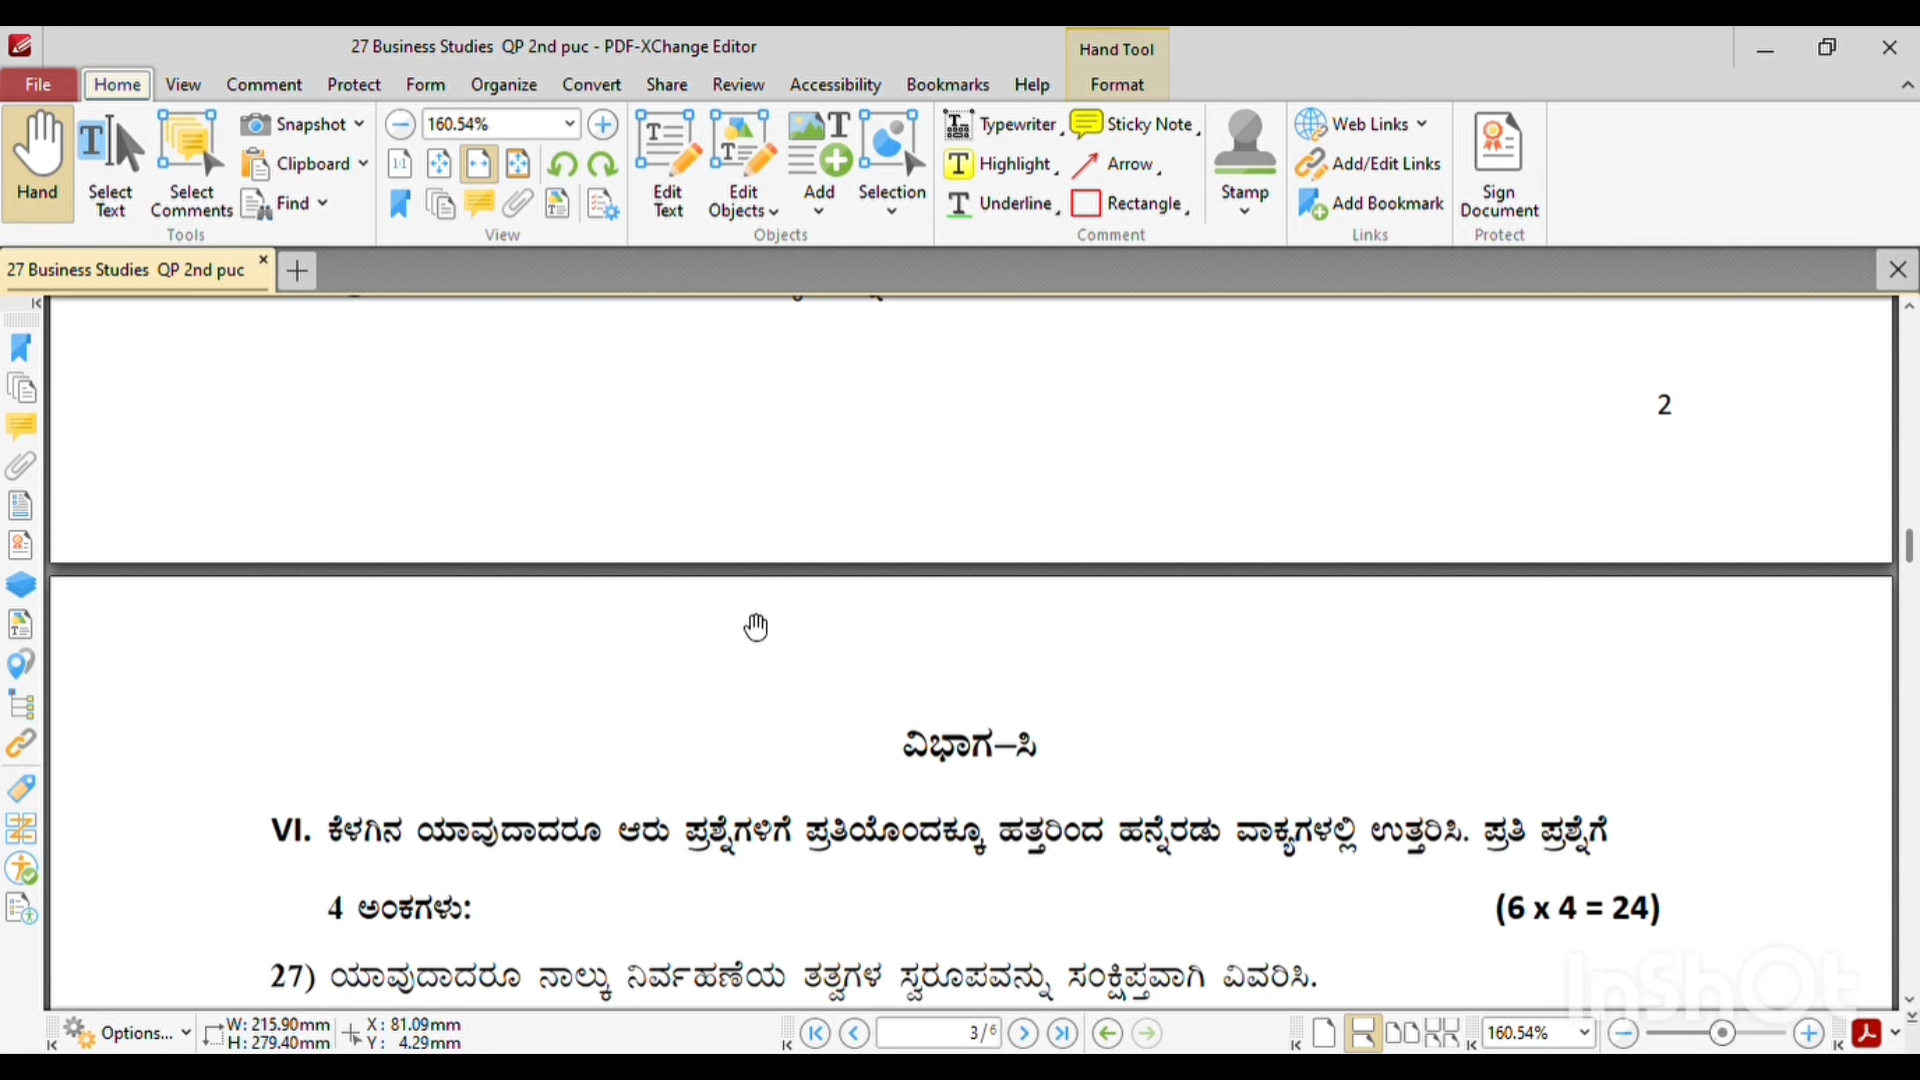 27 Business Studies QP 2nd puc - PDF-XChange Editor
Hand Tool
File Home View Comment Protect Form Organize Convert Share Review Accessibility Bookmarks Help Format
Hand
Select Text
Select Comments
Snapshot
Clipboard
Find
Tools
160.54%
View
Edit Text
Edit Objects
Add
Selection
Objects
Typewriter
Highlight
Underline
Sticky Note
Arrow
Rectangle
Stamp
Comment
Web Links
Add/Edit Links
Add Bookmark
Links
Sign Document
Protect
27 Business Studies QP 2nd puc
2
ವಿಭಾಗ–ಸಿ
VI. ಕೆಳಗಿನ ಯಾವುದಾದರೂ ಆರು ಪ್ರಶ್ನೆಗಳಿಗೆ ಪ್ರತಿಯೊಂದಕ್ಕೂ ಹತ್ತರಿಂದ ಹನ್ನೆರಡು ವಾಕ್ಯಗಳಲ್ಲಿ ಉತ್ತರಿಸಿ. ಪ್ರತಿ ಪ್ರಶ್ನೆಗೆ
4 ಅಂಕಗಳು: (6 x 4 = 24)
27) ಯಾವುದಾದರೂ ನಾಲ್ಕು ನಿರ್ವಹಣೆಯ ತತ್ವಗಳ ಸ್ವರೂಪವನ್ನು ಸಂಕ್ಷಿಪ್ತವಾಗಿ ವಿವರಿಸಿ.
InShOt
Options... W: 215.90mm X: 81.09mm 3/6 160.54%
H: 279.40mm Y: 4.29mm